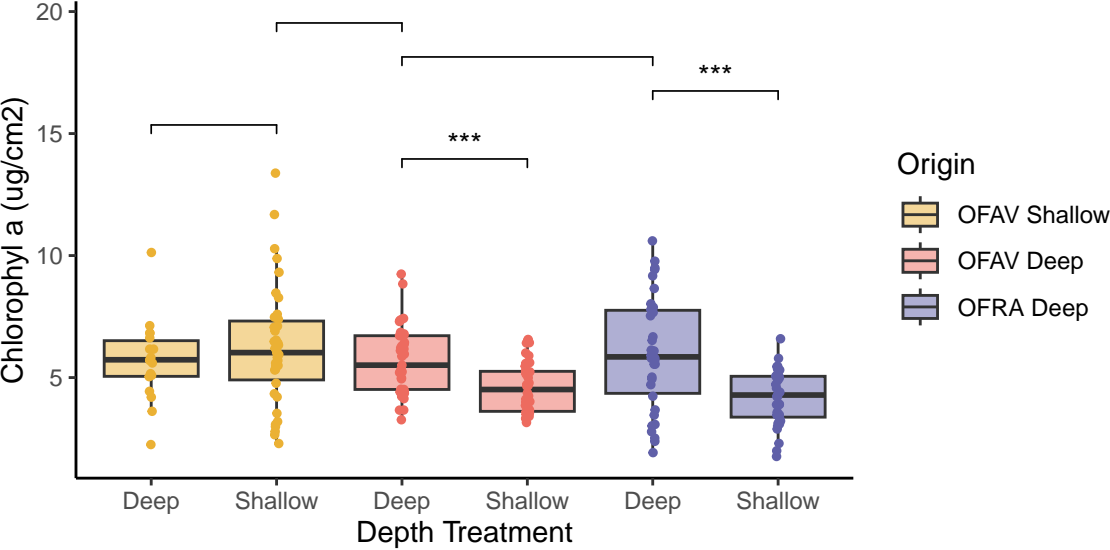 20
15
10
5
Chlorophyl a (ug/cm2)
***
***
Deep
Shallow
Deep
Shallow
Deep
Shallow
Depth Treatment
Origin
OFAV Shallow
OFAV Deep
OFRA Deep